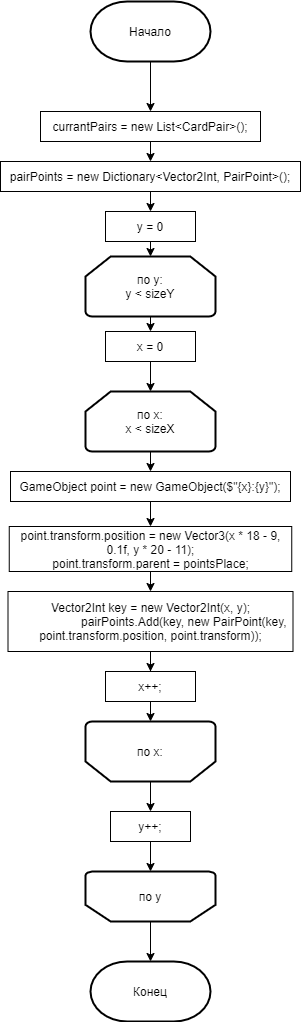 Начало
currantPairs = new List<CardPair>();
pairPoints = new Dictionary<Vector2Int, PairPoint>();
y = 0
по y:
y < sizeY
x = 0
по x:
x < sizeX
GameObject point = new GameObject($"{x}:{y}");
point.transform.position = new Vector3(x * 18 - 9,
0.1f, y * 20 - 11);
point.transform.parent = pointsPlace;
Vector2Int key = new Vector2Int(x, y);
pairPoints.Add(key, new PairPoint(key,
point.transform.position, point.transform));
x++;
по x:
y++;
по y
Конец